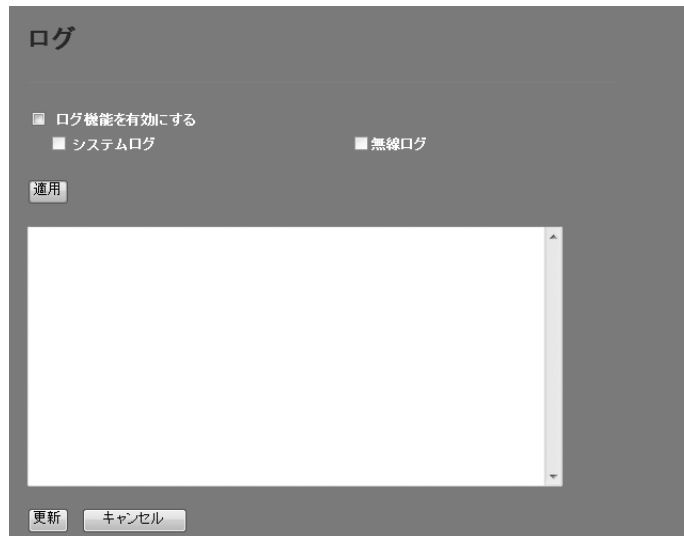 ログ
ログ機能を有効にする
システムログ 無線ログ
適用
更新 キャンセル